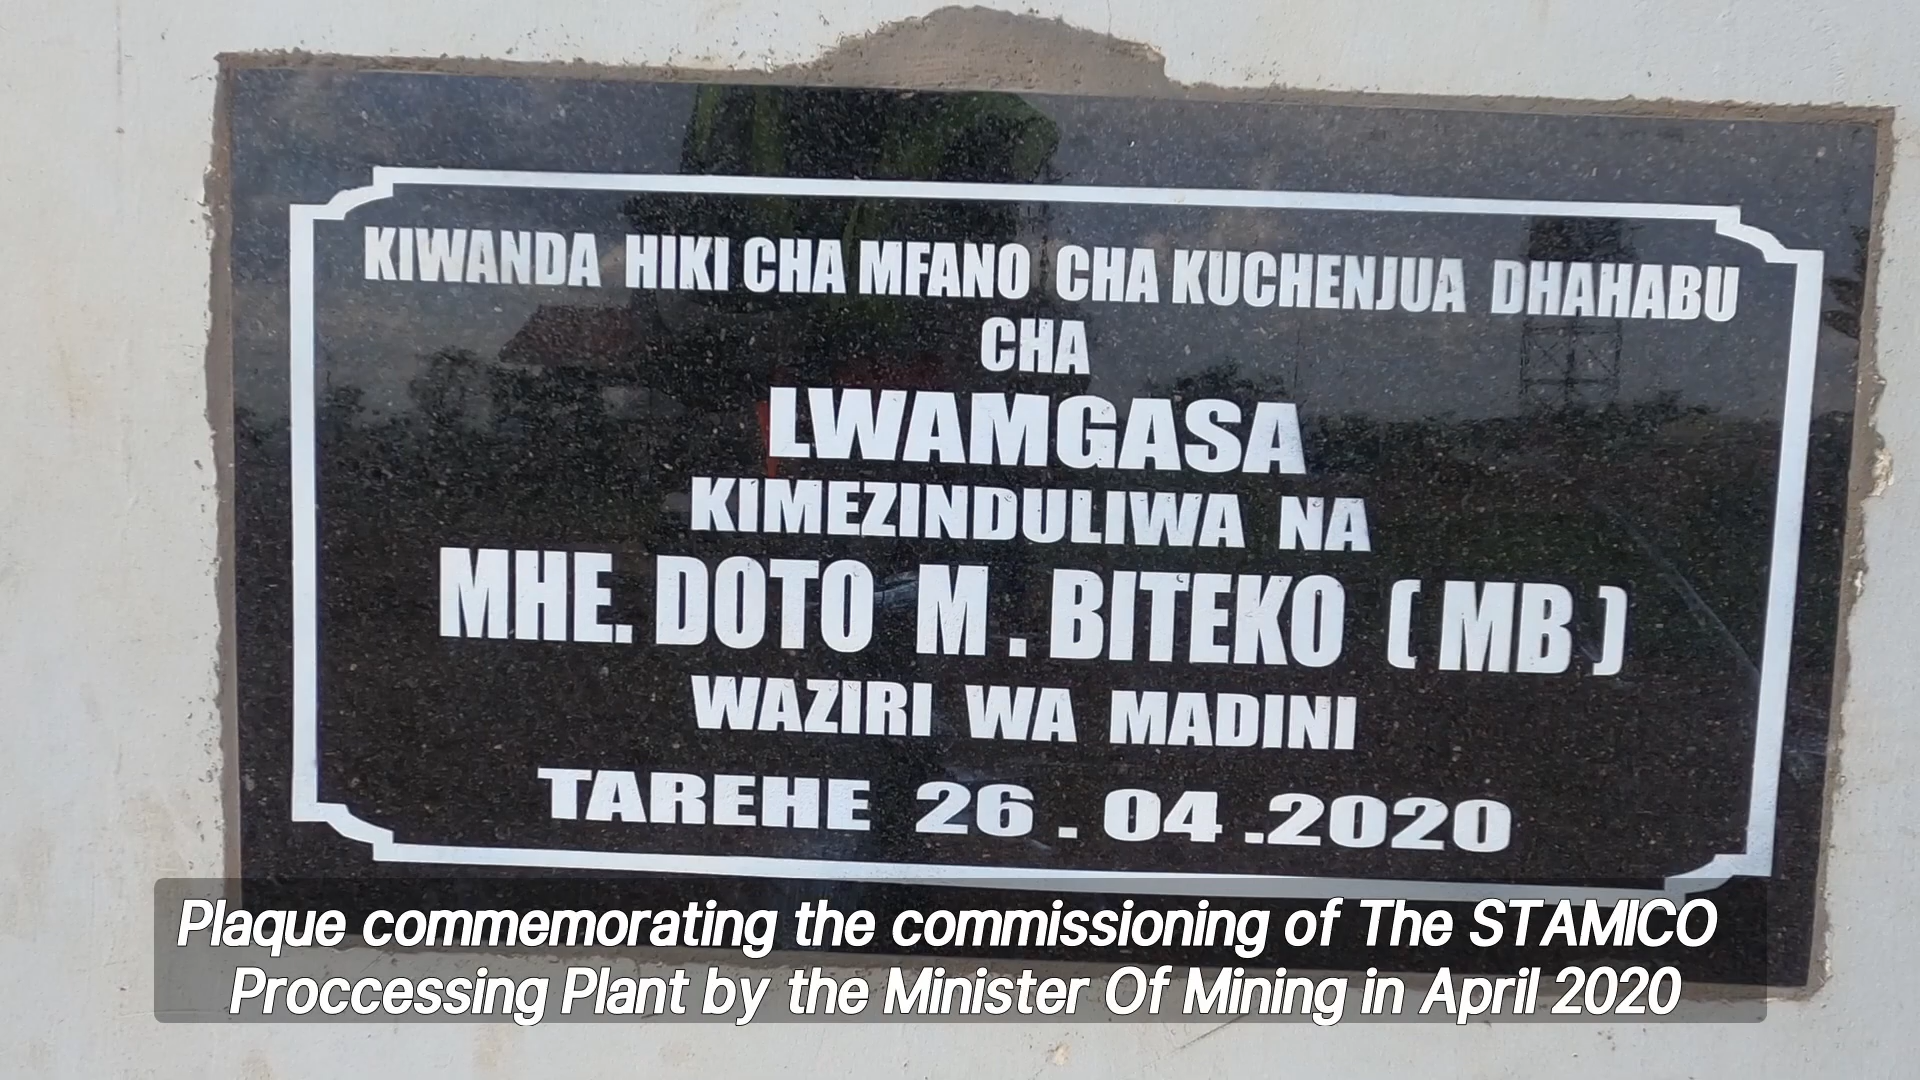 KIWANDA HIKI CHA MFANO CHA KUCHENJUA DHAHABU
CHA
LWAMGASA
KIMEZINDULIWA NA
MHE. DOTO M. BITEKO (MB)
WAZIRI WA MADINI
TAREHE 26.04.2020
Plaque commemorating the commissioning of The STAMICO
Proccessing Plant by the Minister Of Mining in April 2020